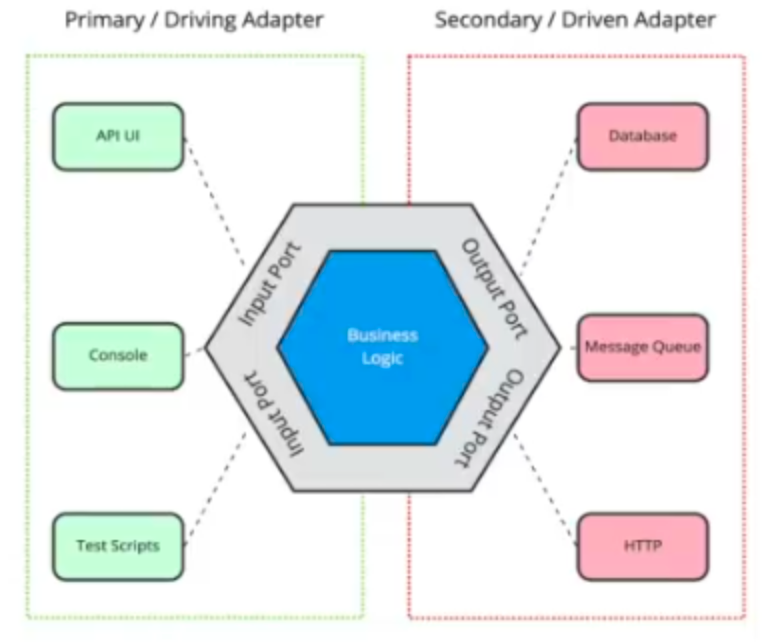 Primary / Driving Adapter
Secondary / Driven Adapter
API UI
Database
Input Port
Output Port
Console
Business
Logic
Message Queue
Input Port
Output Port
Test Scripts
HTTP